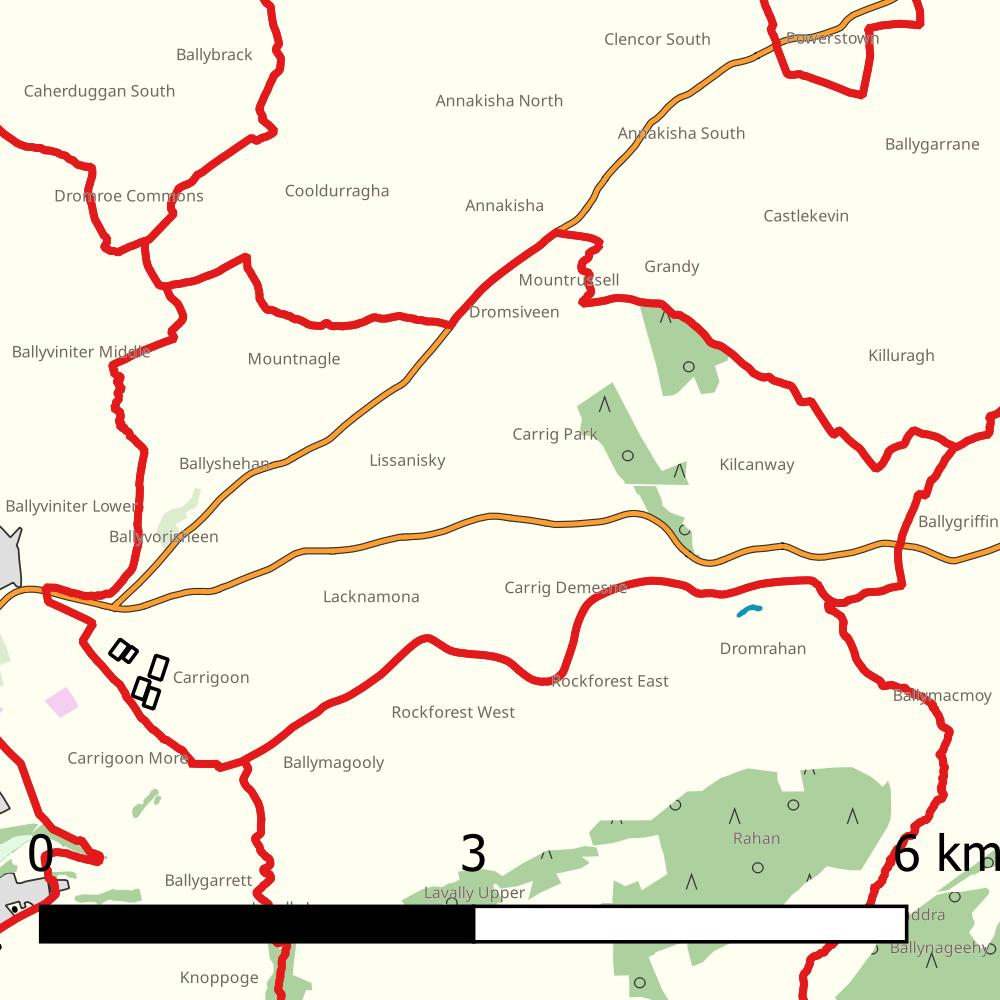 Clencor South
Powerstown
Ballybrack
Caherduggan South
Annakisha North
Annakisha South
Ballygarrane
Dromroe Commons
Cooldurragha
Annakisha
Castlekevin
Grandy
Mountrussell
Dromsiveen
Ballyviniter Middle
Mountnagle
Killuragh
Carrig Park
Ballyshehan
Lissanisky
Kilcanway
Ballyviniter Lower
Ballygriffin
Ballyvorisheen
Carrig Demesne
Lacknamona
Dromrahan
Carrigoon
Rockforest East
Ballymacmoy
Rockforest West
Carrigoon More
Ballymagooly
Rahan
0 3 6 km
Ballygarrett
Lavally Upper
Ballynageehy
Knoppoge